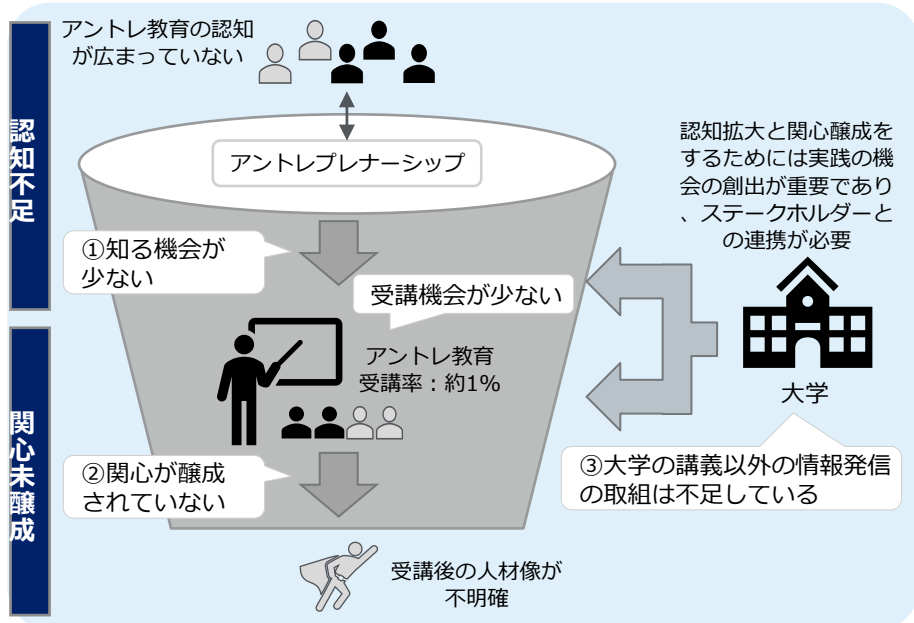 アントレ教育の認知
が広まっていない
認知不足
アントレプレナーシップ
認知拡大と関心醸成を
するためには実践の機
会の創出が重要であり
、ステークホルダーと
の連携が必要
①知る機会が
少ない
受講機会が少ない
アントレ教育
受講率：約1%
大学
関心未醸成
②関心が醸成
されていない
③大学の講義以外の情報発信
の取組は不足している
受講後の人材像が
不明確